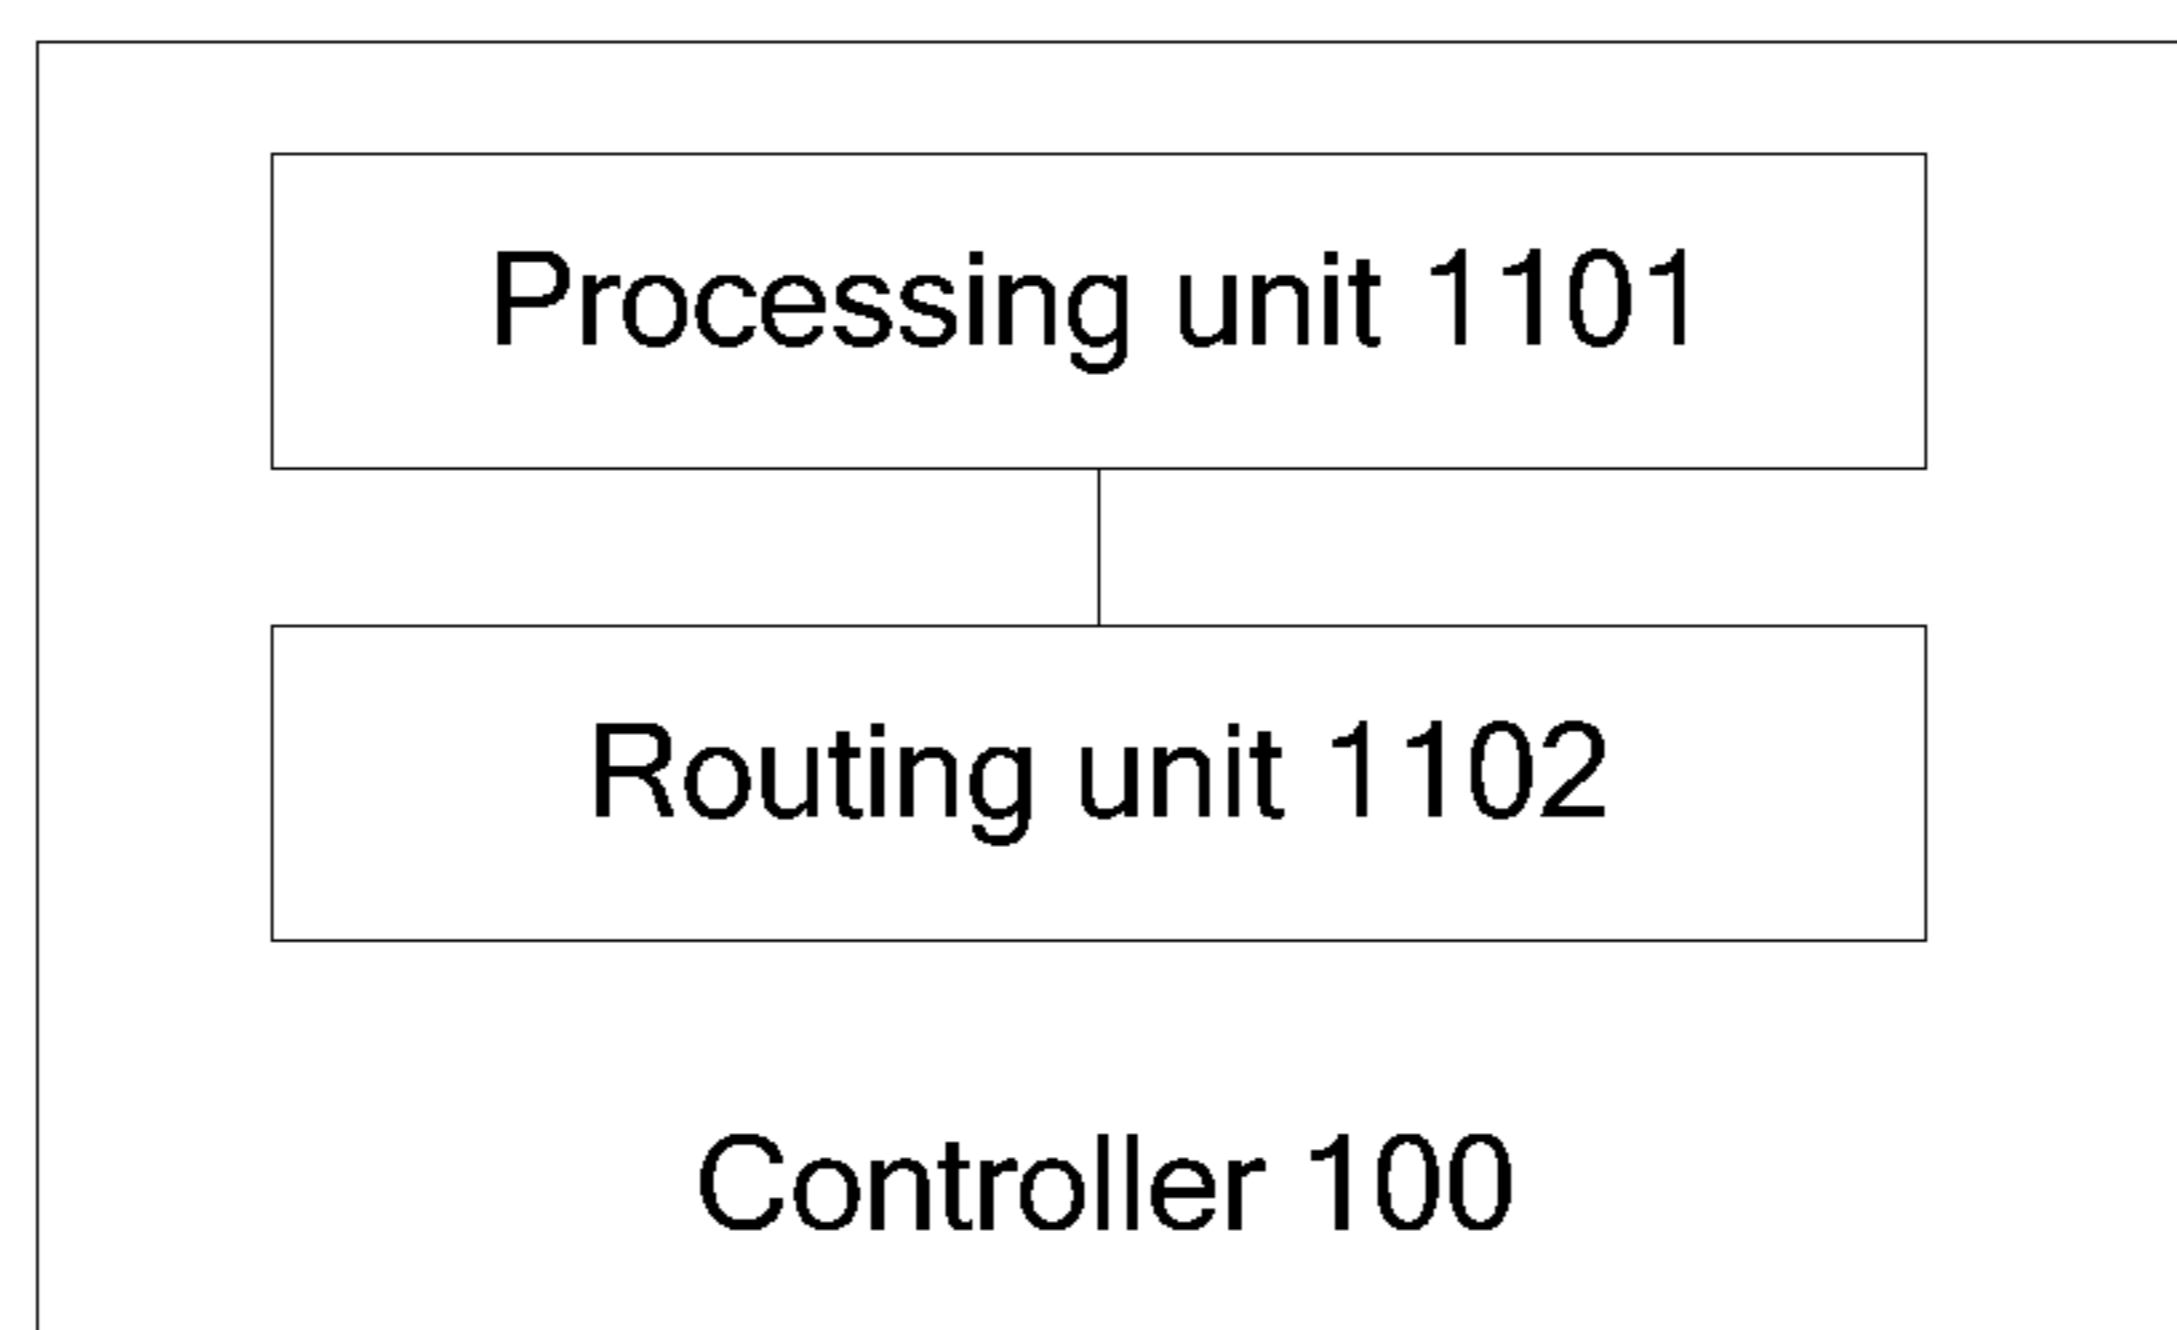 Processing unit 1101
Routing unit 1102
Controller 100